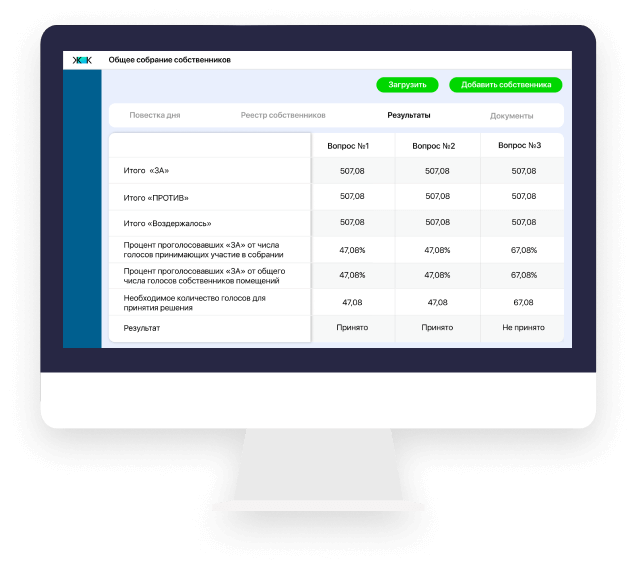 ЖК Общее собрание собственников
Загрузить Добавить собственника
Повестка дня Реестр собственников Результаты Документы
Вопрос №1 Вопрос №2 Вопрос №3
Итого «ЗА» 507,08 507,08 507,08
Итого «ПРОТИВ» 507,08 507,08 507,08
Итого «Воздержалось» 507,08 507,08 507,08
Процент проголосовавших «ЗА» от числа
голосов принимающих участие в собрании 47,08% 47,08% 67,08%
Процент проголосовавших «ЗА» от общего
числа голосов собственников помещений 47,08% 47,08% 67,08%
Необходимое количество голосов для
принятия решения 47,08 47,08 67,08
Результат Принято Принято Не принято